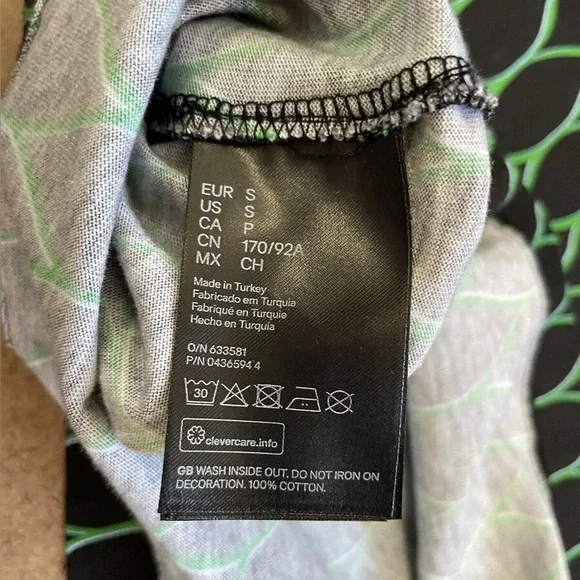 EUR S
US S
CA P
CN 170/92A
MX CH
Made in Turkey
Fabricado em Turquia
Fabriqué en Turquie
Hecho en Turquía
O/N 633581
P/N 0436594 4
30
clevercare.info
GB WASH INSIDE OUT. DO NOT IRON ON
DECORATION. 100% COTTON.